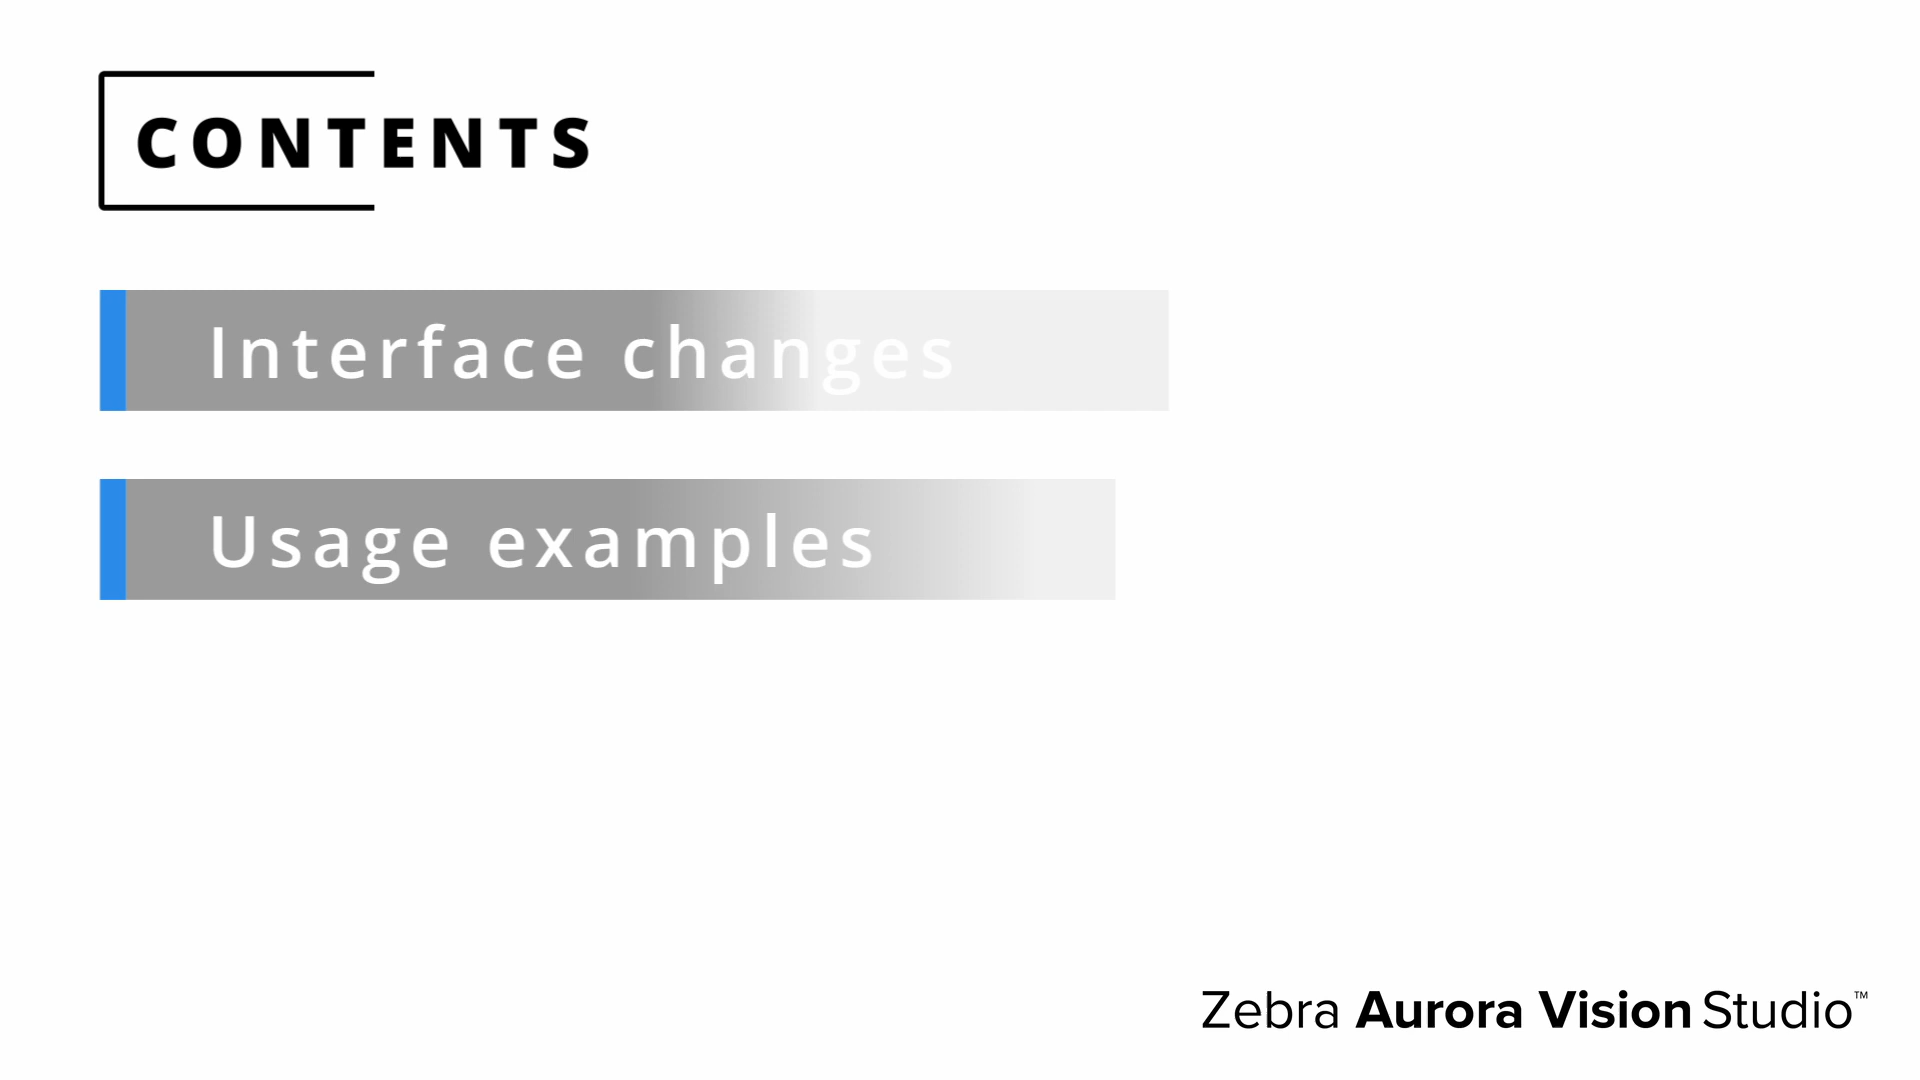 CONTENTS
Interface changes
Usage examples
Zebra Aurora Vision Studio™